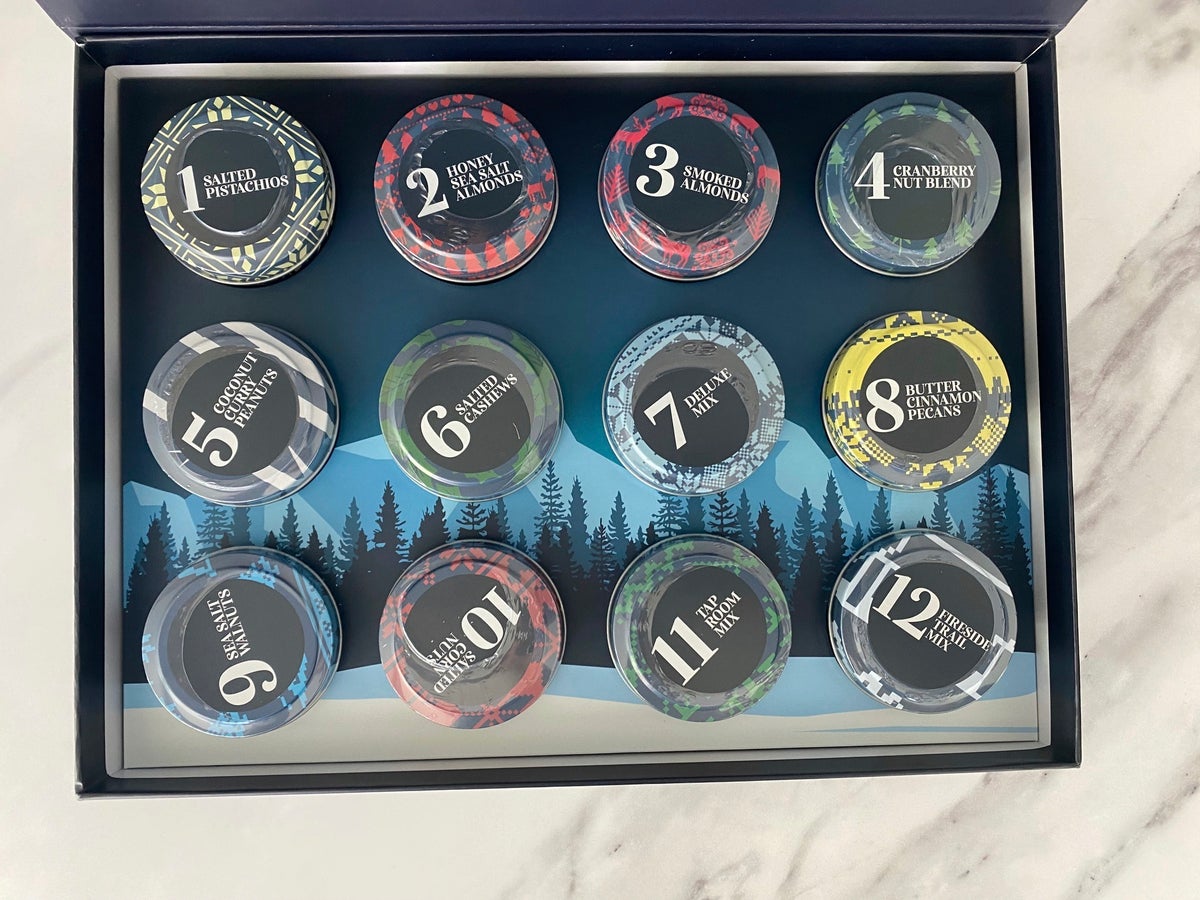 1 SALTED
PISTACHIOS
2 HONEY
SEA SALT
ALMONDS
3 SMOKED
ALMONDS
4 CRANBERRY
NUT BLEND
5 COCONUT
CURRY
PEANUTS
6 SALTED
CASHEWS
7 DELUXE
MIX
8 BUTTER
CINNAMON
PECANS
9 SEA SALT
WALNUTS
10 SALTED
CORN
NUTS
11 TAP
ROOM
MIX
12 FIRESIDE
TRAIL
MIX